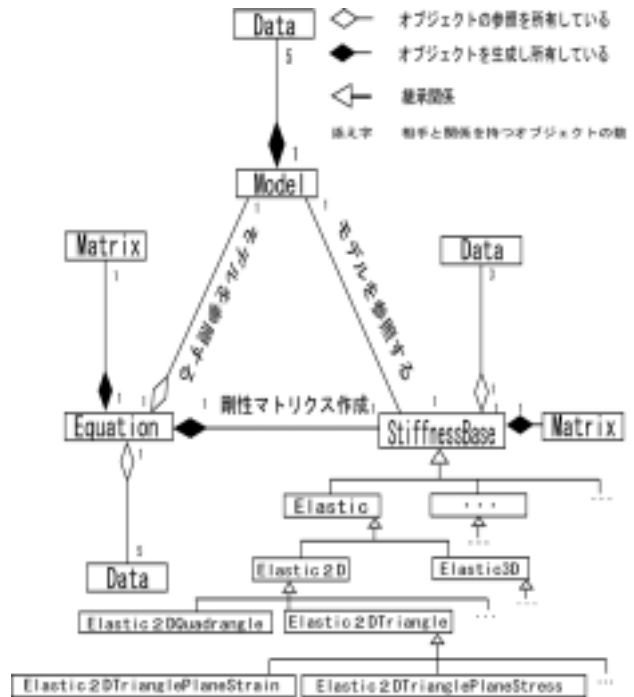 Data
オブジェクトの参照を所有している
5
オブジェクトを生成し所有している
継承関係
添え字 相手と関係を持つオブジェクトの数
1
Model
1
1
Matrix
1
モデルを参照する
モデルを参照する
Data
3
1
1
1
1
1
1
剛性マトリクス作成
1
Equation
StiffnessBase
Matrix
1
5
Data
Elastic
...
...
...
Elastic2D
Elastic3D
...
Elastic2DQuadrangle
Elastic2DTriangle
...
Elastic2DTrianglePlaneStrain
Elastic2DTrianglePlaneStress
...